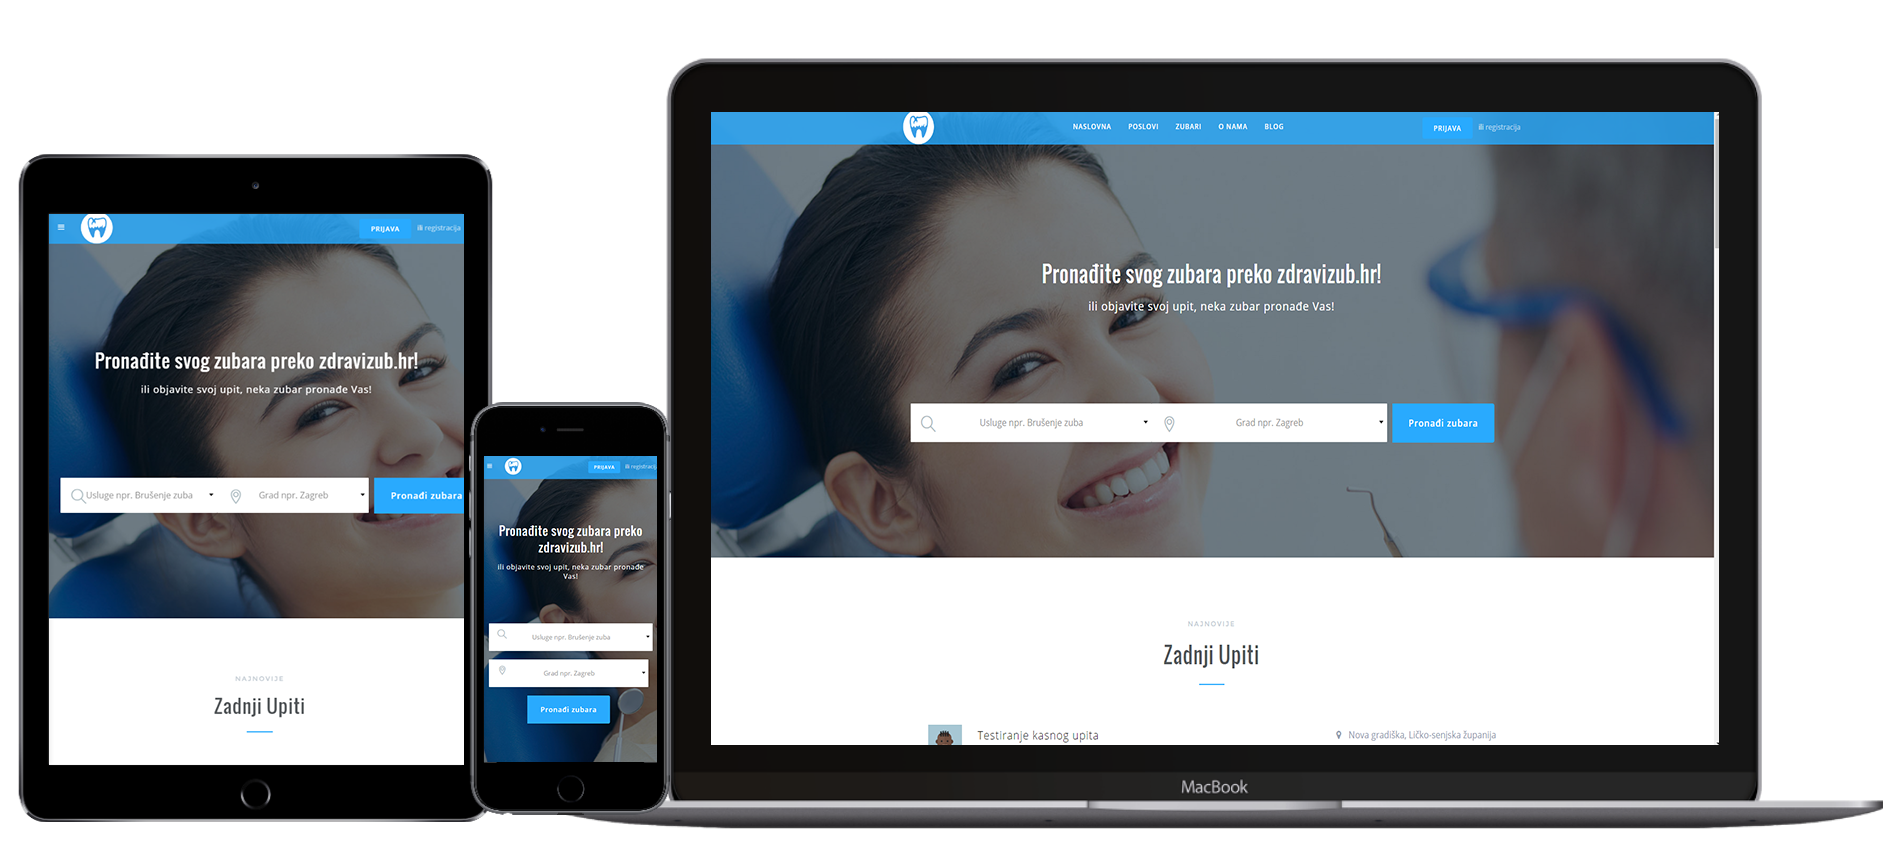 PRIJAVA
ili registracija
Pronađite svog zubara preko zdravizub.hr!
ili objavite svoj upit, neka zubar pronađe Vas!
Usluge npr. Brušenje zuba
Grad npr. Zagreb
Pronađi zubara
NAJNOVIJE
Zadnji Upiti
PRIJAVA
ili registracija
Pronađite svog zubara preko
zdravizub.hr!
ili objavite svoj upit, neka zubar pronađe
Vas!
Usluge npr. Brušenje zuba
Grad npr. Zagreb
Pronađi zubara
NASLOVNA POSLOVI ZUBARI O NAMA BLOG
PRIJAVA
ili registracija
Pronađite svog zubara preko zdravizub.hr!
ili objavite svoj upit, neka zubar pronađe Vas!
Usluge npr. Brušenje zuba
Grad npr. Zagreb
Pronađi zubara
NAJNOVIJE
Zadnji Upiti
Testiranje kasnog upita
Nova gradiška, Ličko-senjska županija
MacBook